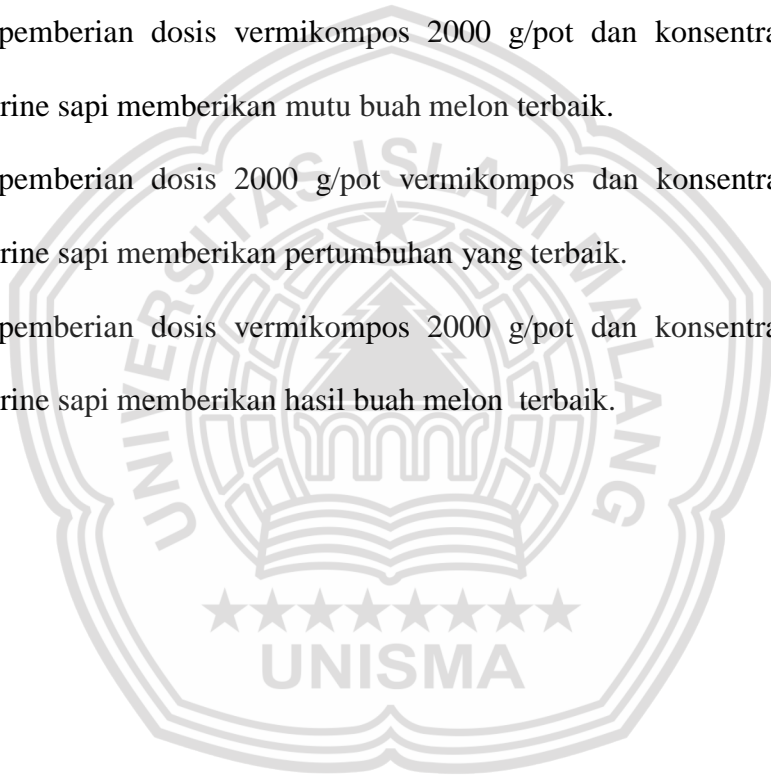 pemberian dosis vermikompos 2000 g/pot dan konsentra
rine sapi memberikan mutu buah melon terbaik.
pemberian dosis 2000 g/pot vermikompos dan konsentra
rine sapi memberikan pertumbuhan yang terbaik.
pemberian dosis vermikompos 2000 g/pot dan konsentra
rine sapi memberikan hasil buah melon terbaik.
UNIVERSITAS ISLAM MALANG
UNISMA